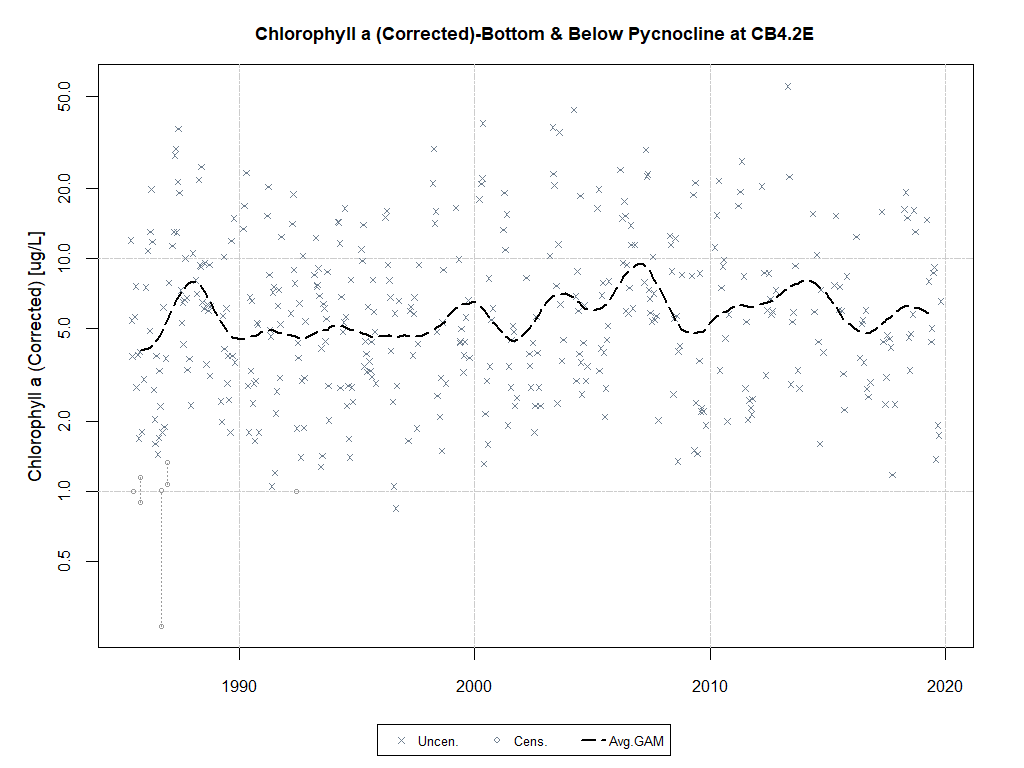 Chlorophyll a (Corrected)-Bottom & Below Pycnocline at CB4.2E
Chlorophyll a (Corrected) [ug/L]
50.0
20.0
10.0
5.0
2.0
1.0
0.5
1990 2000 2010 2020
Uncen. Cens. Avg.GAM